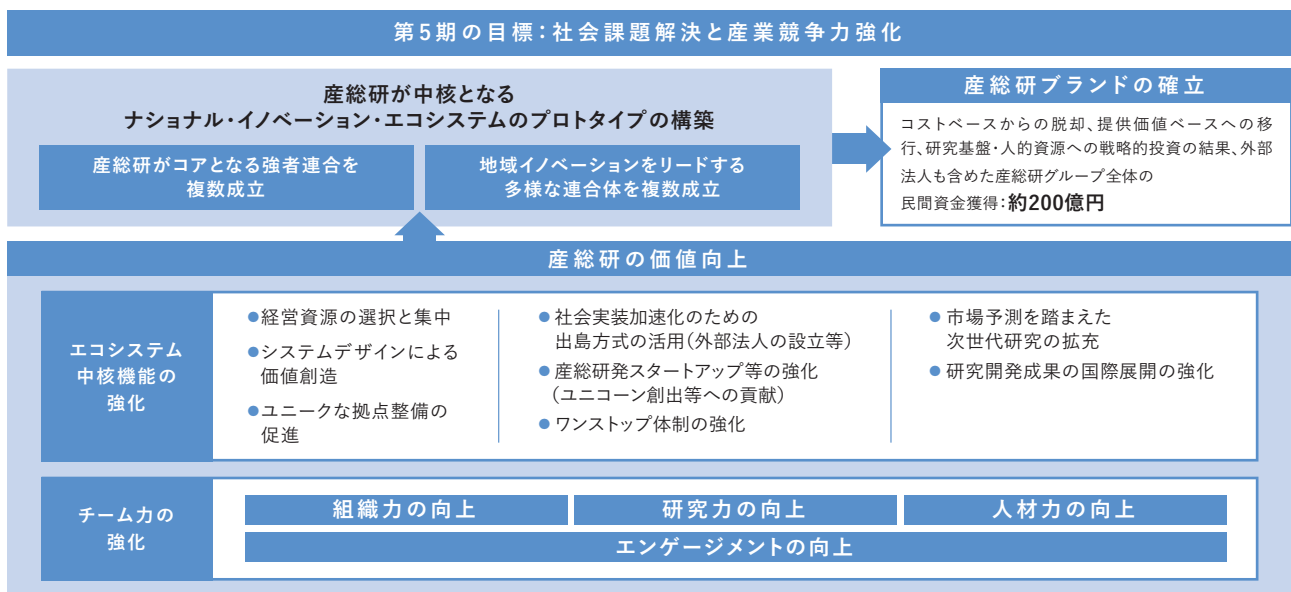 第5期の目標：社会課題解決と産業競争力強化
産総研が中核となる
ナショナル・イノベーション・エコシステムのプロトタイプの構築
産総研がコアとなる強者連合を
複数成立
地域イノベーションをリードする
多様な連合体を複数成立
産総研ブランドの確立
コストベースからの脱却、提供価値ベースへの移
行、研究基盤・人的資源への戦略的投資の結果、外部
法人も含めた産総研グループ全体の
民間資金獲得：約200億円
産総研の価値向上
エコシステム
中核機能の
強化
●経営資源の選択と集中
●システムデザインによる
価値創造
●ユニークな拠点整備の
促進
●社会実装加速化のための
出島方式の活用（外部法人の設立等）
●産総研発スタートアップ等の強化
（ユニコーン創出等への貢献）
●ワンストップ体制の強化
●市場予測を踏まえた
次世代研究の拡充
●研究開発成果の国際展開の強化
チーム力の
強化
組織力の向上
研究力の向上
人材力の向上
エンゲージメントの向上